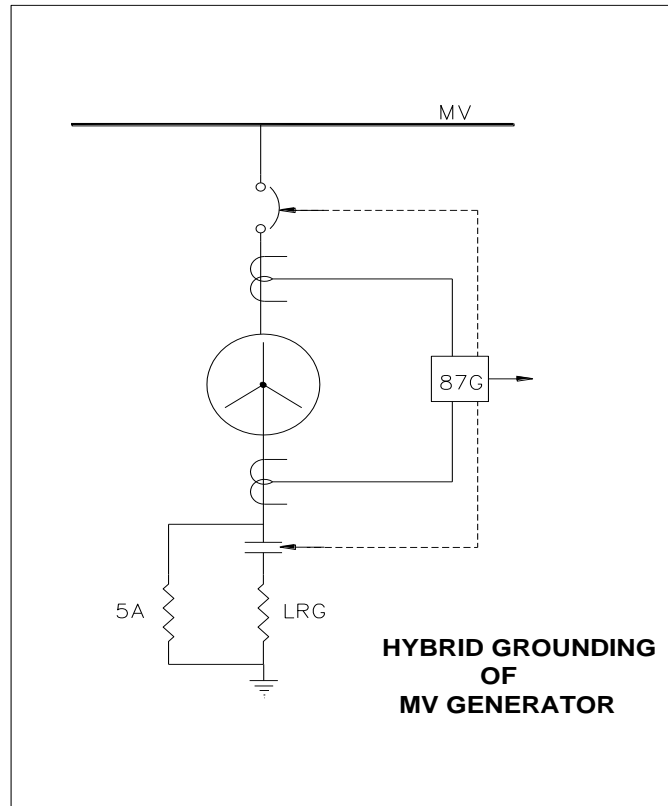 MV
87G
5A
LRG
HYBRID GROUNDING
OF
MV GENERATOR